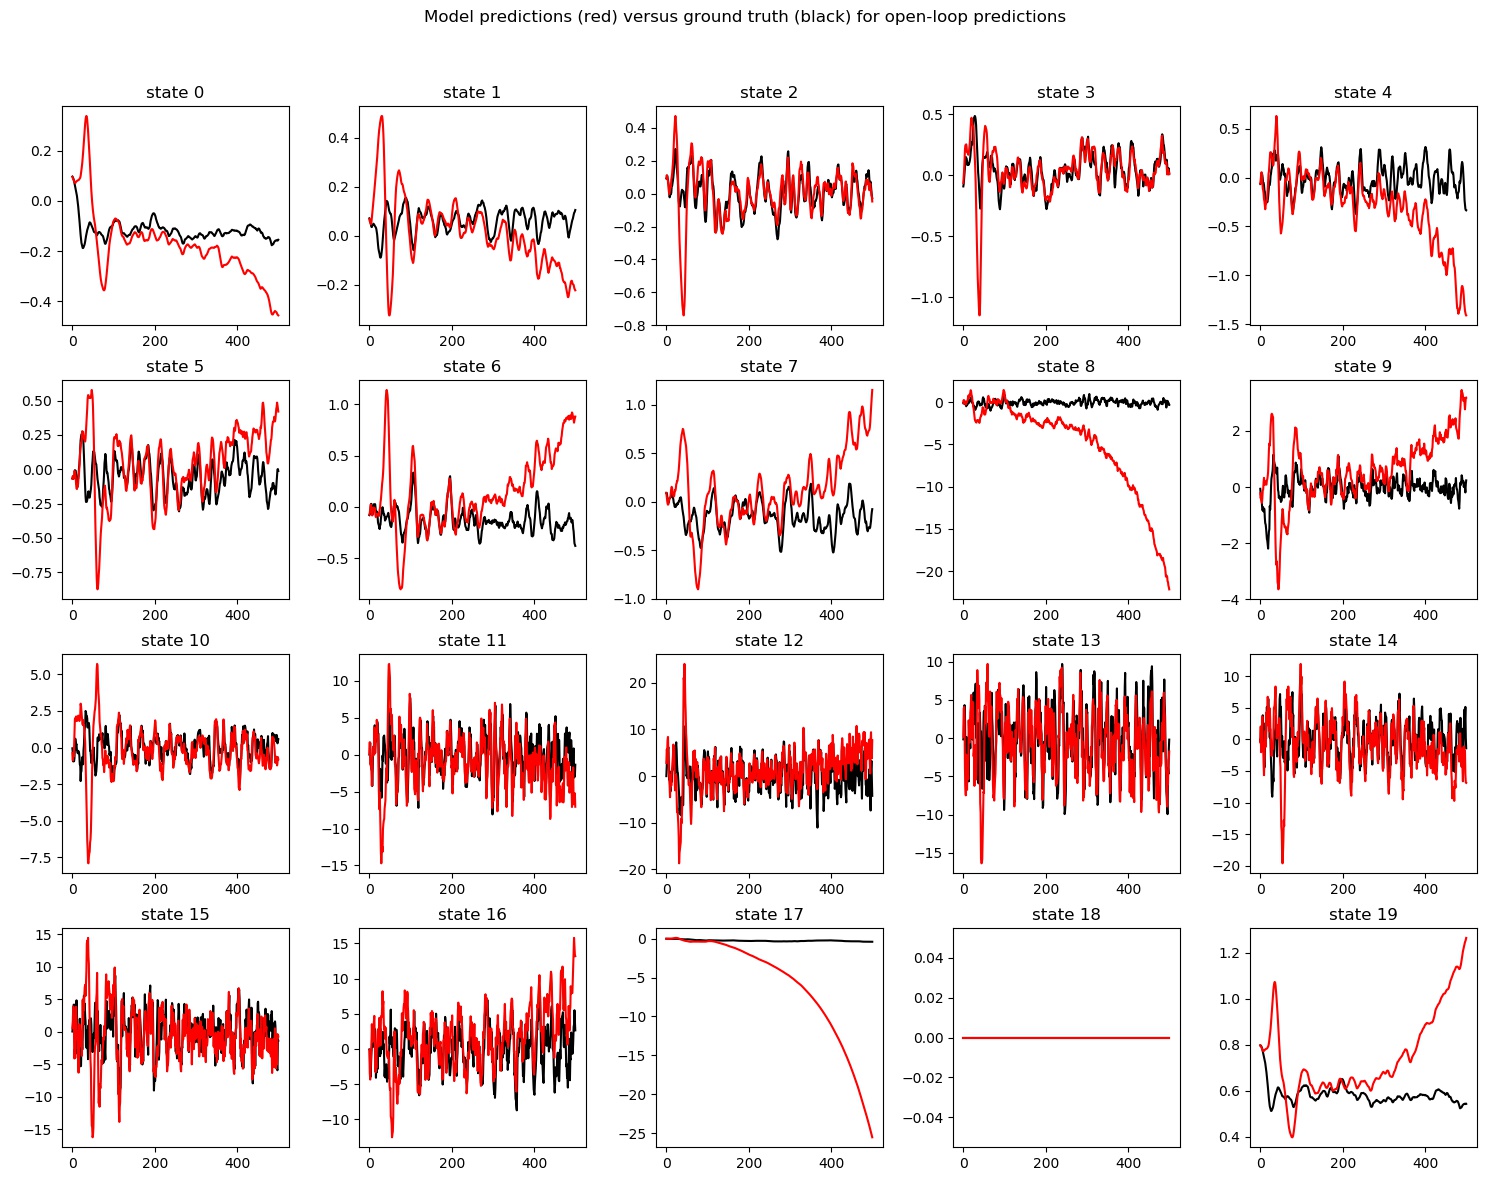 Model predictions (red) versus ground truth (black) for open-loop predictions
state 0 state 1 state 2 state 3 state 4
0.2 0.0 −0.2 −0.4 0 200 400
0.4 0.2 0.0 −0.2 0 200 400
0.4 0.2 0.0 −0.2 −0.4 −0.6 −0.8 0 200 400
0.5 0.0 −0.5 −1.0 0 200 400
0.5 0.0 −0.5 −1.0 −1.5 0 200 400
state 5 state 6 state 7 state 8 state 9
0.50 0.25 0.00 −0.25 −0.50 −0.75 0 200 400
1.0 0.5 0.0 −0.5 0 200 400
1.0 0.5 0.0 −0.5 −1.0 0 200 400
0 −5 −10 −15 −20 0 200 400
2 0 −2 −4 0 200 400
state 10 state 11 state 12 state 13 state 14
5.0 2.5 0.0 −2.5 −5.0 −7.5 0 200 400
10 5 0 −5 −10 −15 0 200 400
20 10 0 −10 −20 0 200 400
10 5 0 −5 −10 −15 0 200 400
10 5 0 −5 −10 −15 −20 0 200 400
state 15 state 16 state 17 state 18 state 19
15 10 5 0 −5 −10 −15 0 200 400
15 10 5 0 −5 −10 0 200 400
0 −5 −10 −15 −20 −25 0 200 400
0.04 0.02 0.00 −0.02 −0.04 0 200 400
1.2 1.0 0.8 0.6 0.4 0 200 400